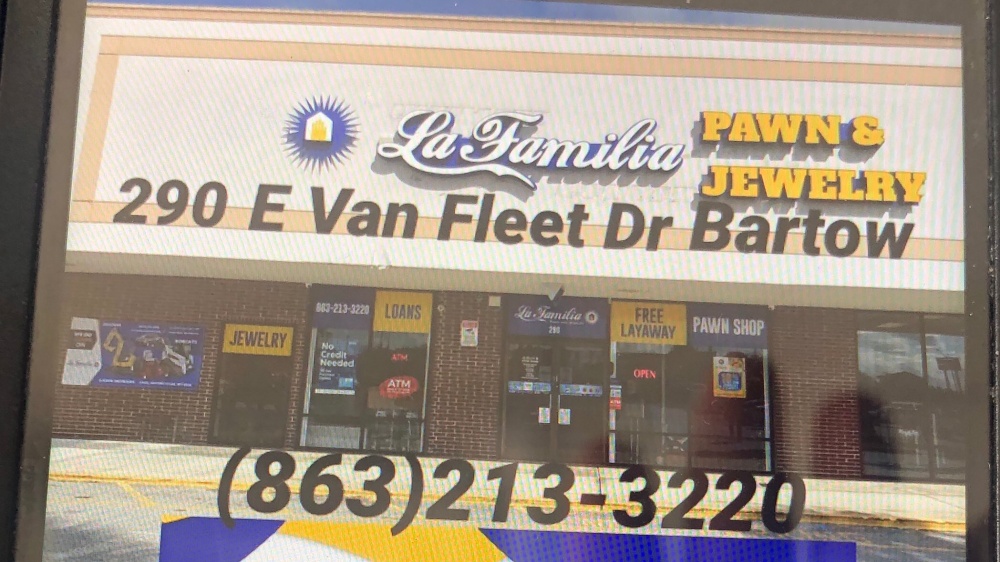 La Familia
PAWN &
JEWELRY
290 E Van Fleet Dr Bartow
863-213-3220
LOANS
JEWELRY
No
Credit
Needed
ATM
ATM
La Familia
290
FREE
LAYAWAY
PAWN SHOP
OPEN
(863)213-3220